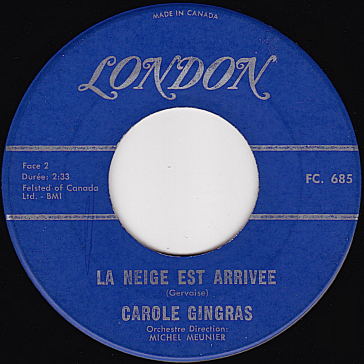 MADE IN CANADA
LONDON
Face 2
Durée: 2:33
Felsted of Canada
Ltd. - BMI
FC. 685
LA NEIGE EST ARRIVEE
(Gervaise)
CAROLE GINGRAS
Orchestre Direction:
MICHEL MEUNIER